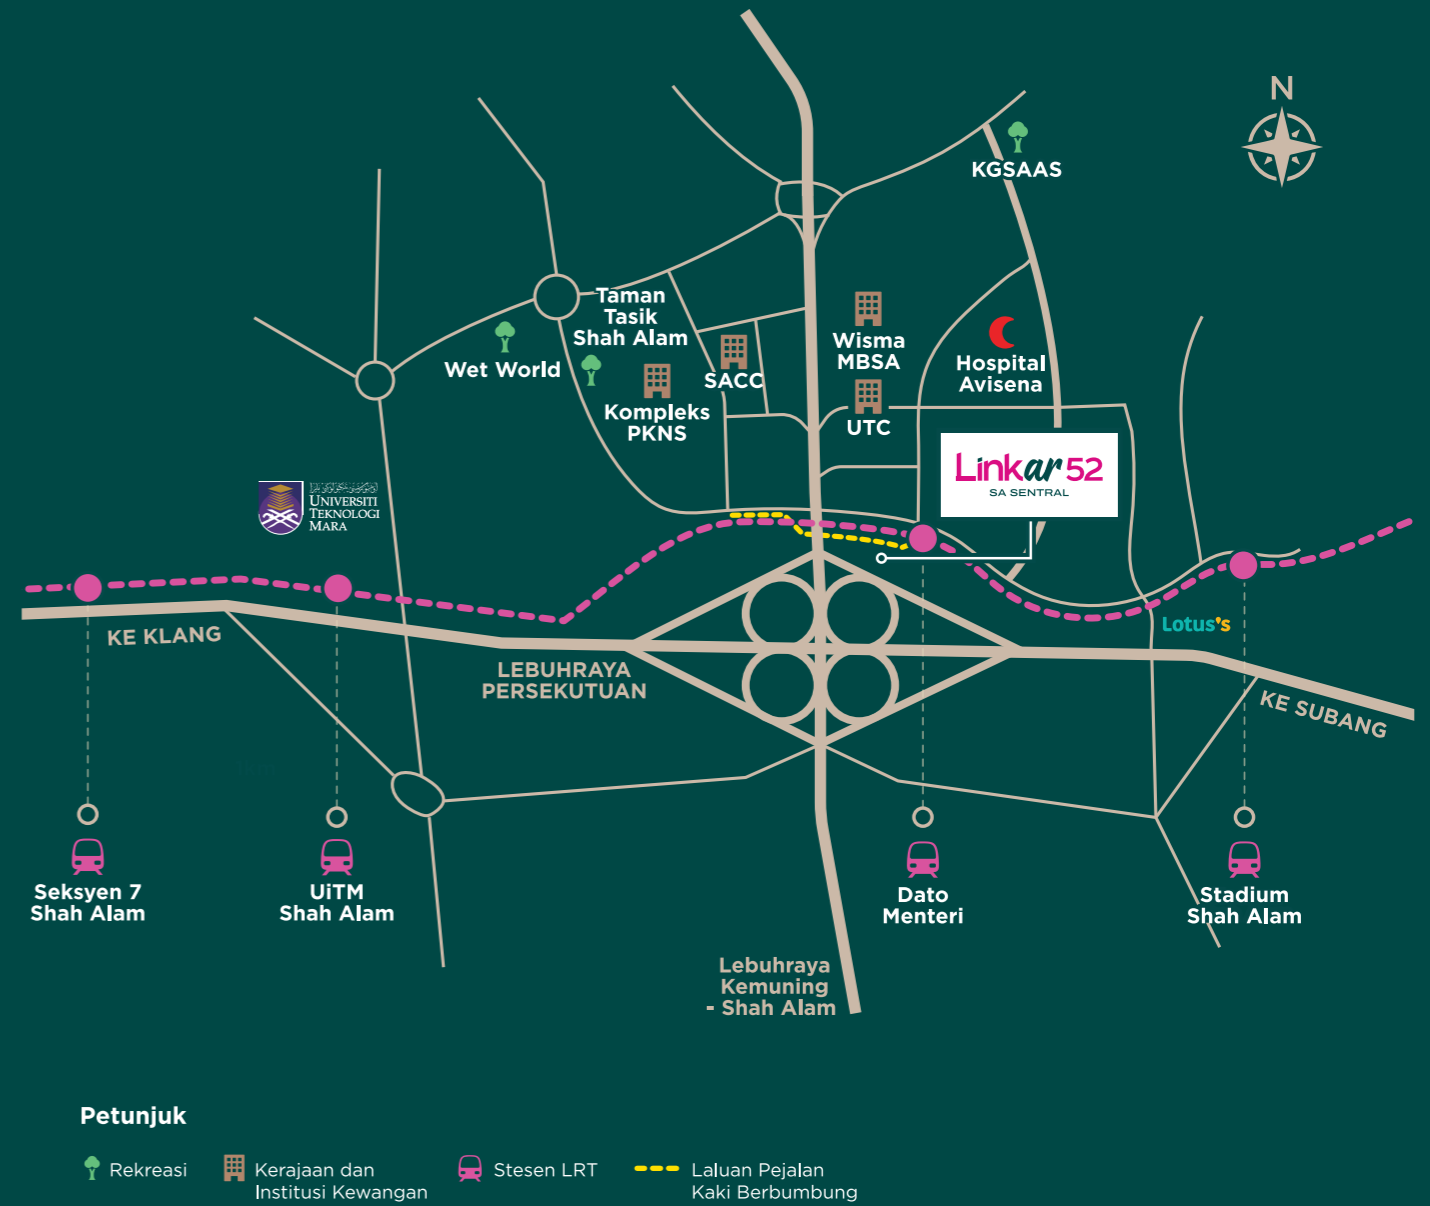 N
KGSAAS
Taman
Tasik
Shah Alam
Wet World
Kompleks
PKNS
SACC
Wisma
MBSA
UTC
Hospital
Avisena
Linkar 52
SA SENTRAL
UNIVERSITI
TEKNOLOGI
MARA
KE KLANG
LEBUHRAYA
PERSEKUTUAN
Lotus's
KE SUBANG
Seksyen 7
Shah Alam
UiTM
Shah Alam
Dato
Menteri
Stadium
Shah Alam
Lebuhraya
Kemuning
- Shah Alam
Petunjuk
Rekreasi
Kerajaan dan
Institusi Kewangan
Stesen LRT
Laluan Pejalan
Kaki Berbumbung